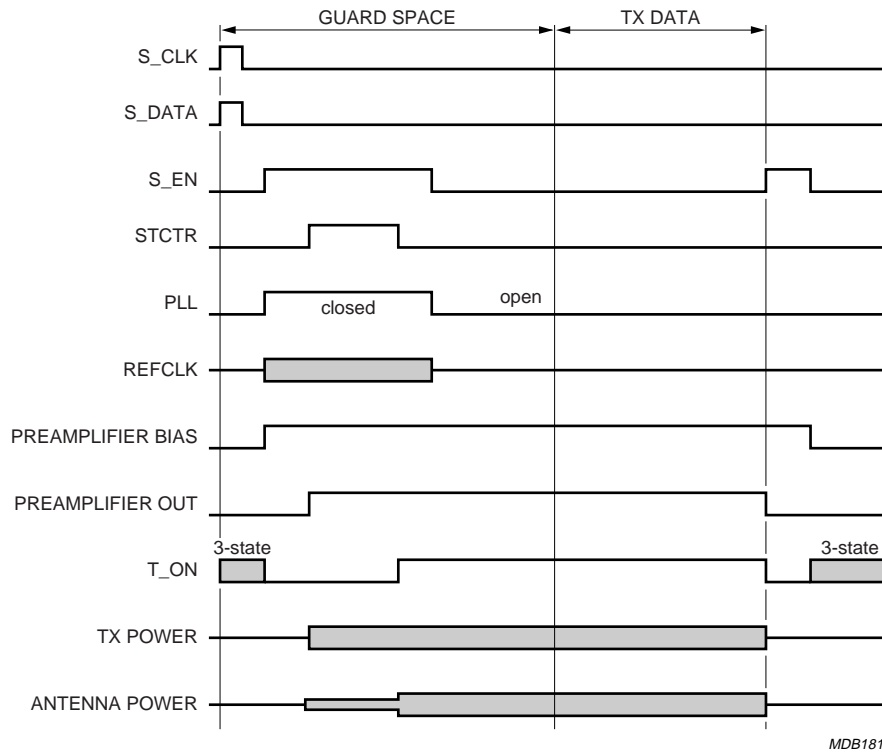 GUARD SPACE TX DATA
S_CLK
S_DATA
S_EN
STCTR
PLL closed open
REFCLK
PREAMPLIFIER BIAS
PREAMPLIFIER OUT
3-state 3-state
T_ON
TX POWER
ANTENNA POWER
MDB181